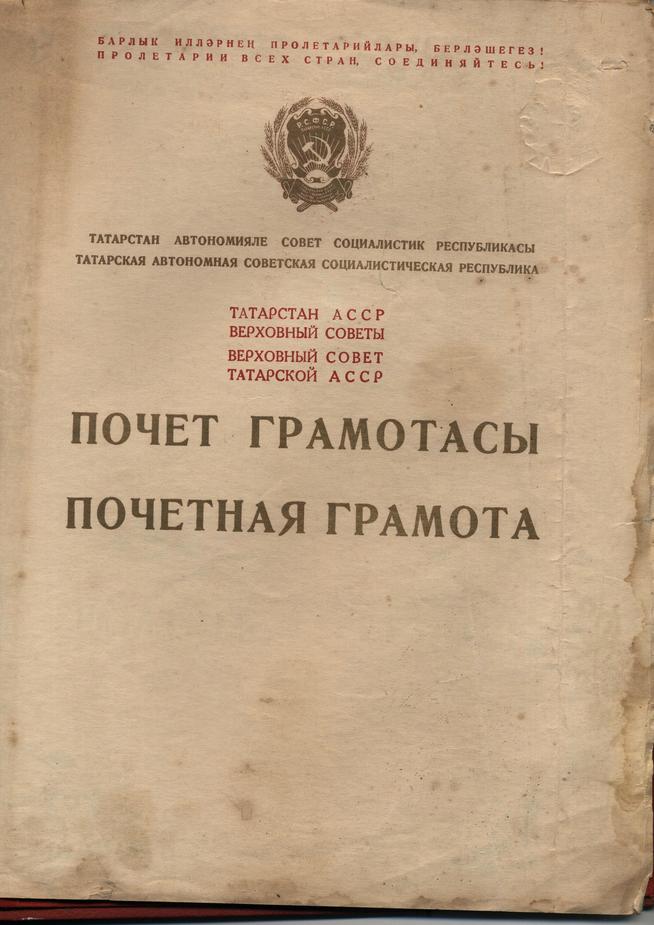 БАРЛЫК ИЛЛӘРНЕҢ ПРОЛЕТАРИЙЛАРЫ, БЕРЛӘШЕГЕЗ!
ПРОЛЕТАРИИ ВСЕХ СТРАН, СОЕДИНЯЙТЕСЬ!
Р.С.Ф.С.Р.
ТАТАРСТАН АВТОНОМИЯЛЕ СОВЕТ СОЦИАЛИСТИК РЕСПУБЛИКАСЫ
ТАТАРСКАЯ АВТОНОМНАЯ СОВЕТСКАЯ СОЦИАЛИСТИЧЕСКАЯ РЕСПУБЛИКА
ТАТАРСТАН АССР
ВЕРХОВНЫЙ СОВЕТЫ
ВЕРХОВНЫЙ СОВЕТ
ТАТАРСКОЙ АССР
ПОЧЕТ ГРАМОТАСЫ
ПОЧЕТНАЯ ГРАМОТА